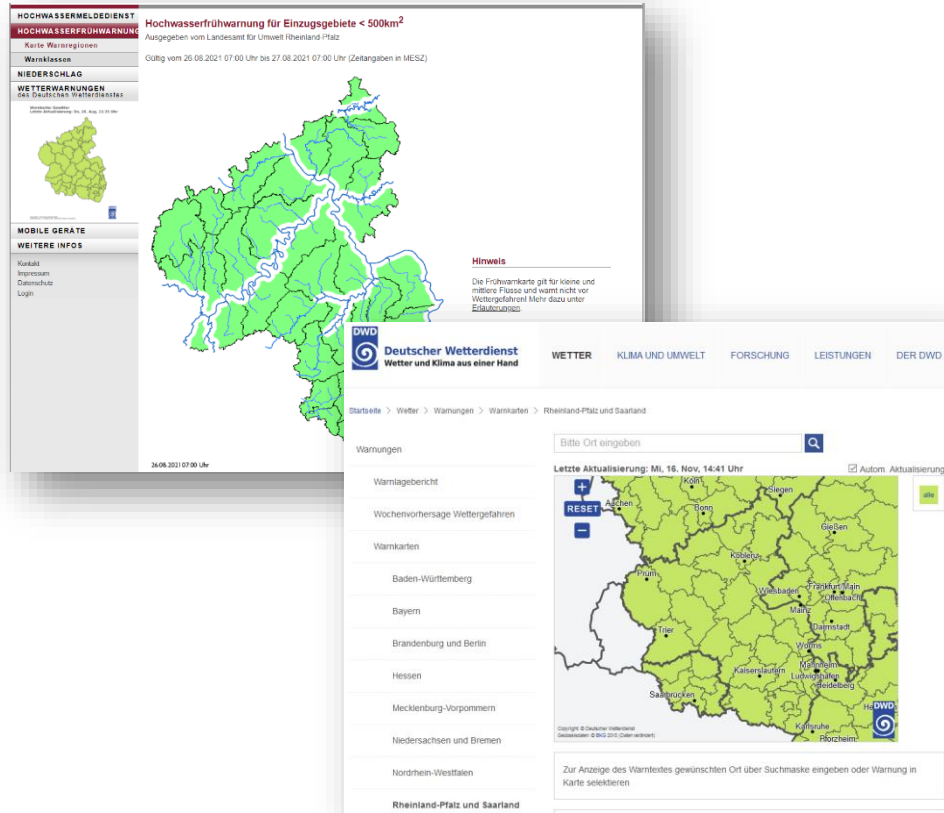 HOCHWASSERMELDEDIENST
HOCHWASSERFRÜHWARNUNG
Karte Warnregionen
Warnklassen
NIEDERSCHLAG
WETTERWARNUNGEN
des Deutschen Wetterdienstes
MOBILE GERÄTE
WEITERE INFOS
Kontakt
Impressum
Datenschutz
Login
Hochwasserfrühwarnung für Einzugsgebiete < 500km²
Ausgegeben vom Landesamt für Umwelt Rheinland-Pfalz
Gültig vom 26.08.2021 07:00 Uhr bis 27.08.2021 07:00 Uhr (Zeitangaben in MESZ)
Hinweis
Die Frühwarnkarte gilt für kleine und
mittlere Flüsse und warnt nicht vor
Wettergefahren! Mehr dazu unter
Erläuterungen.
26.08.2021 07:00 Uhr
DWD
Deutscher Wetterdienst
Wetter und Klima aus einer Hand
WETTER KLIMA UND UMWELT FORSCHUNG LEISTUNGEN DER DWD
Startseite > Wetter > Warnungen > Warnkarten > Rheinland-Pfalz und Saarland
Warnungen
Warnlagebericht
Wochenvorhersage Wettergefahren
Warnkarten
Baden-Württemberg
Bayern
Brandenburg und Berlin
Hessen
Mecklenburg-Vorpommern
Niedersachsen und Bremen
Nordrhein-Westfalen
Rheinland-Pfalz und Saarland
Bitte Ort eingeben
Letzte Aktualisierung: Mi, 16. Nov, 14:41 Uhr
Autom. Aktualisierung
alle
+
RESET
−
Köln
Siegen
Aachen
Bonn
Gießen
Koblenz
Prüm
Wiesbaden
Frankfurt/Main
Offenbach
Mainz
Darmstadt
Trier
Worms
Kaiserslautern
Mannheim
Ludwigshafen
Heidelberg
Saarbrücken
Karlsruhe
Pforzheim
DWD
Copyright © Deutscher Wetterdienst
Geobasisdaten: © BKG 2015 (Daten verändert)
Zur Anzeige des Warntextes gewünschten Ort über Suchmaske eingeben oder Warnung in
Karte selektieren